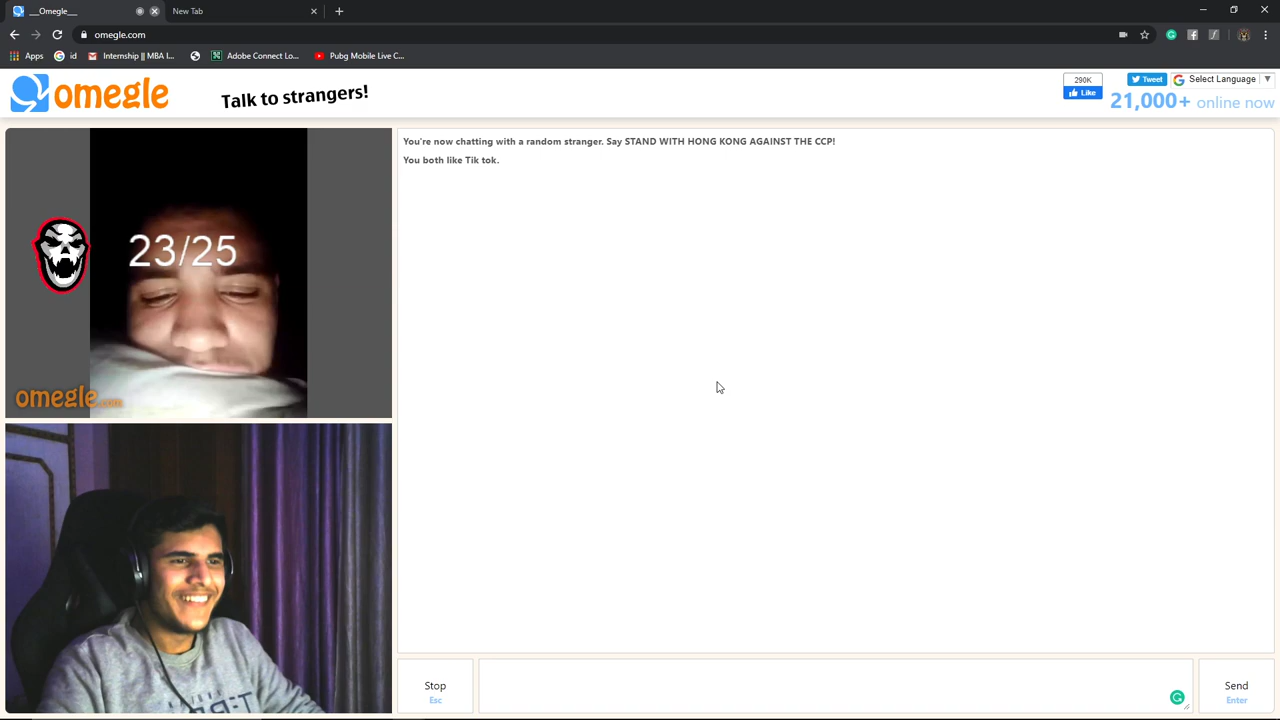 __Omegle__
New Tab
omegle.com
Apps
id
Internship || MBA I...
Adobe Connect Lo...
Pubg Mobile Live C...
omegle
Talk to strangers!
290K
Like
Tweet
Select Language
21,000+ online now
23/25
omegle.com
You're now chatting with a random stranger. Say STAND WITH HONG KONG AGAINST THE CCP!
You both like Tik tok.
Stop
Esc
Send
Enter